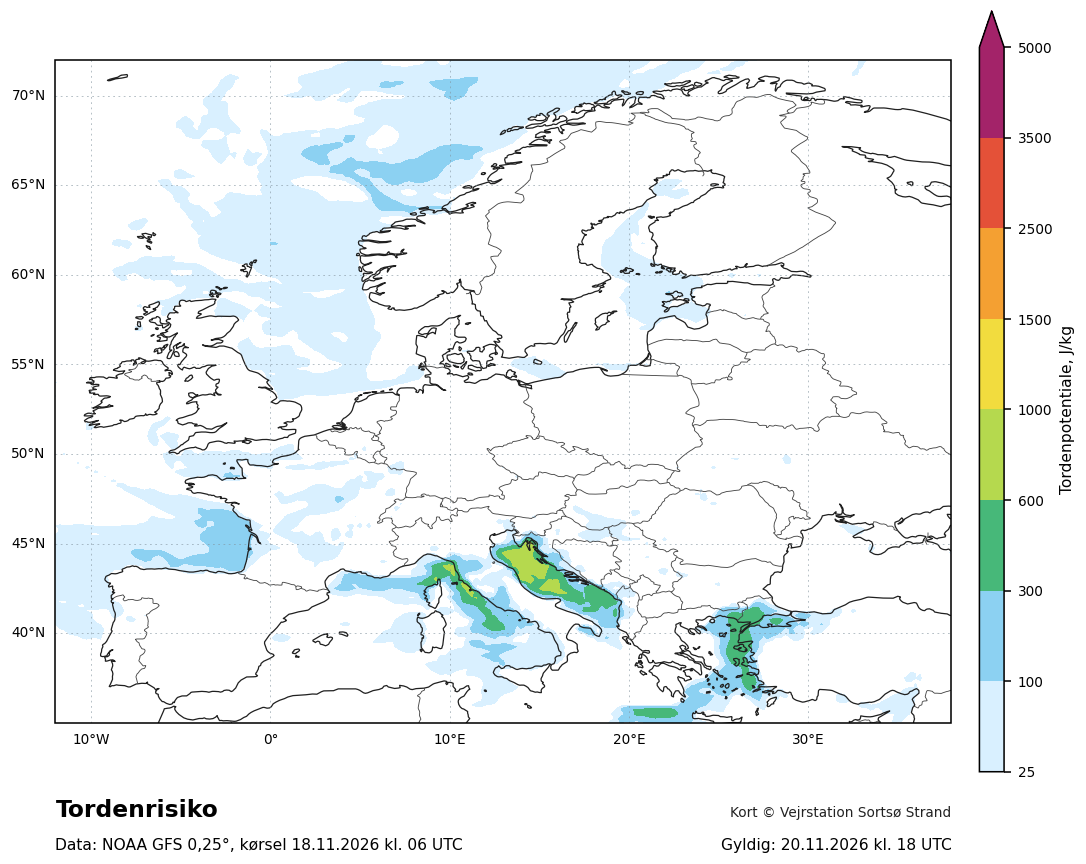 70°N
65°N
60°N
55°N
50°N
45°N
40°N
10°W
0°
10°E
20°E
30°E
5000
3500
2500
1500
1000
600
300
100
25
Tordenpotentiale, J/kg
Tordenrisiko
Kort © Vejrstation Sortsø Strand
Data: NOAA GFS 0,25°, kørsel 18.11.2026 kl. 06 UTC
Gyldig: 20.11.2026 kl. 18 UTC